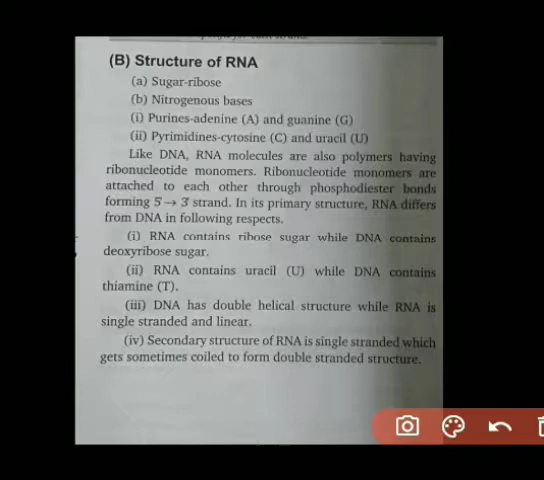 (B) Structure of RNA
(a) Sugar-ribose
(b) Nitrogenous bases
(i) Purines-adenine (A) and guanine (G)
(ii) Pyrimidines-cytosine (C) and uracil (U)
Like DNA, RNA molecules are also polymers having
ribonucleotide monomers. Ribonucleotide monomers are
attached to each other through phosphodiester bonds
forming 5 → 3 strand. In its primary structure, RNA differs
from DNA in following respects.
(i) RNA contains ribose sugar while DNA contains
deoxyribose sugar.
(ii) RNA contains uracil (U) while DNA contains
thiamine (T).
(iii) DNA has double helical structure while RNA is
single stranded and linear.
(iv) Secondary structure of RNA is single stranded which
gets sometimes coiled to form double stranded structure.